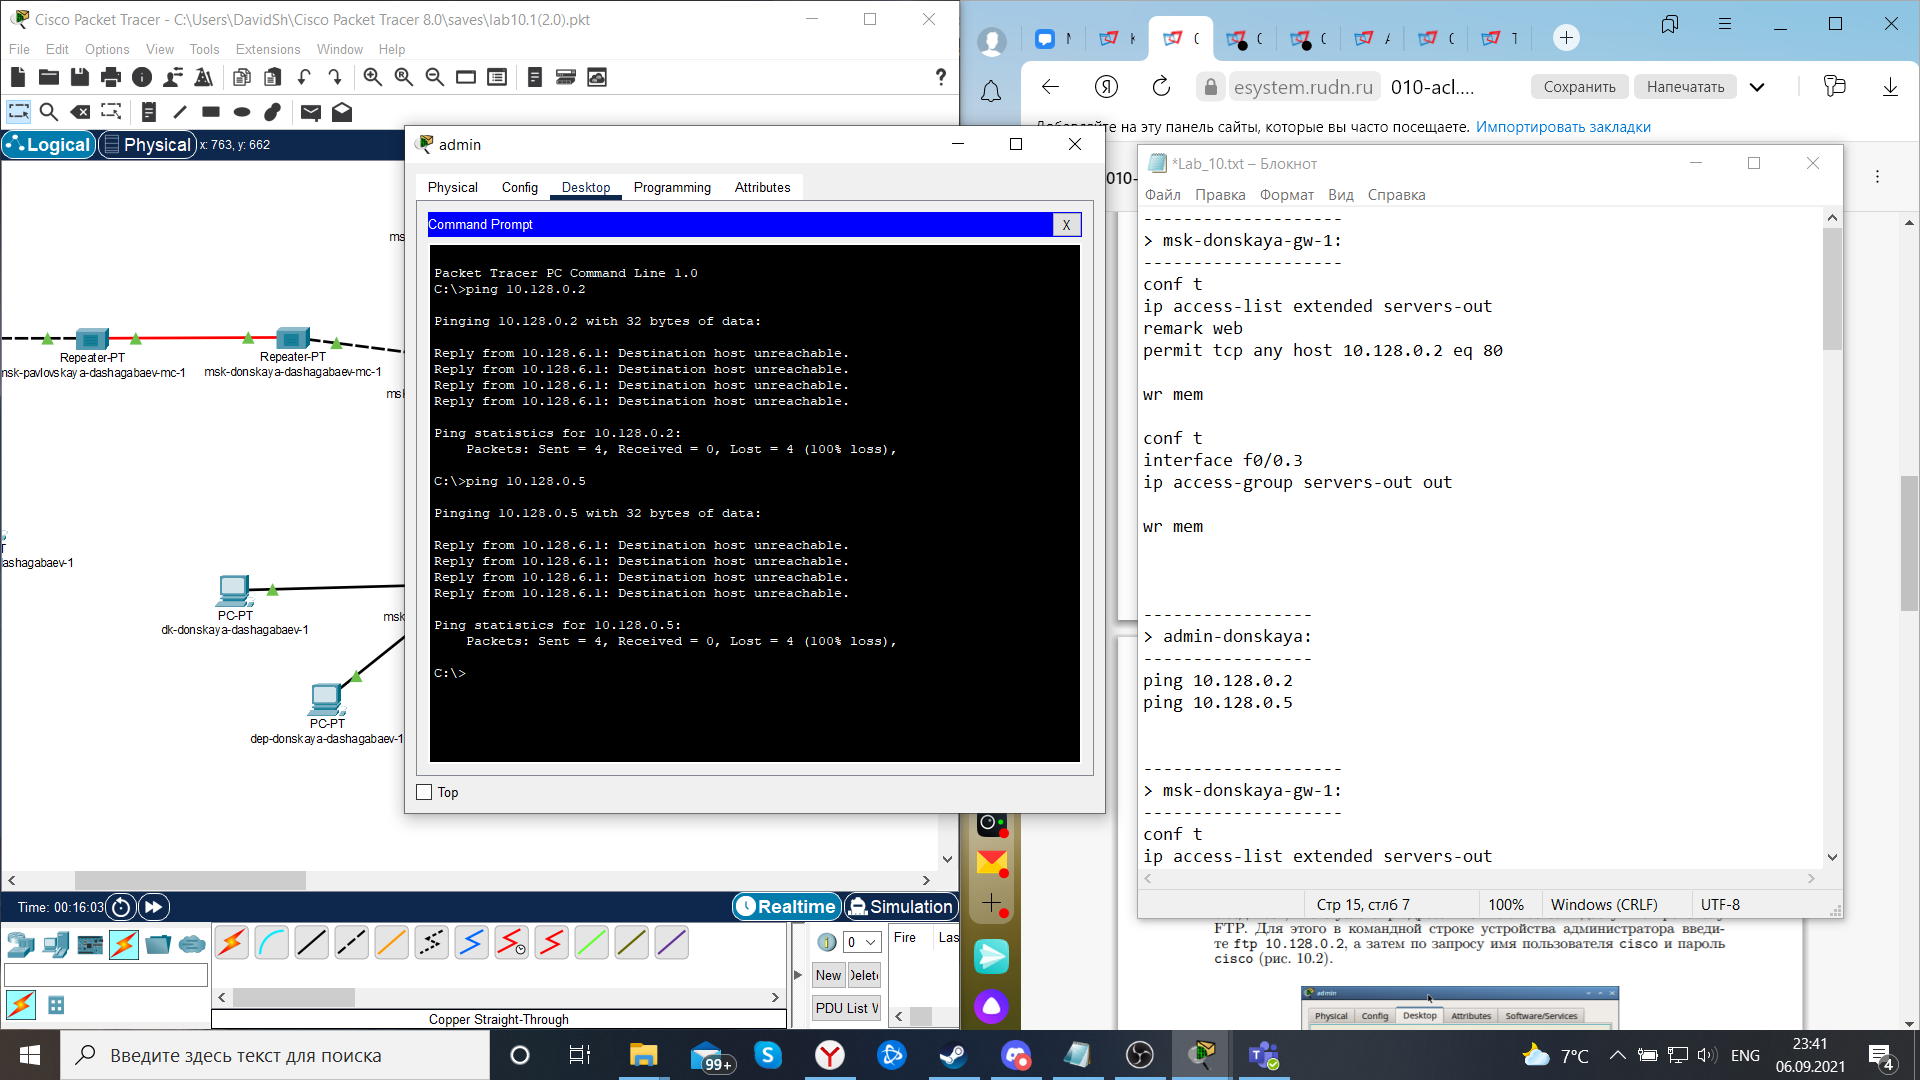 Cisco Packet Tracer - C:\Users\DavidSh\Cisco Packet Tracer 8.0\saves\lab10.1(2.0).pkt
File Edit Options View Tools Extensions Window Help
?
Logical Physical x: 763, y: 662
ms
Repeater-PT
msk-pavlovskaya-dashagabaev-mc-1
Repeater-PT
msk-donskaya-dashagabaev-mc-1
msk
T
ashagabaev-1
PC-PT
dk-donskaya-dashagabaev-1
msk
PC-PT
dep-donskaya-dashagabaev-1
admin
Physical Config Desktop Programming Attributes
Command Prompt X
Packet Tracer PC Command Line 1.0
C:\>ping 10.128.0.2
Pinging 10.128.0.2 with 32 bytes of data:
Reply from 10.128.6.1: Destination host unreachable.
Reply from 10.128.6.1: Destination host unreachable.
Reply from 10.128.6.1: Destination host unreachable.
Reply from 10.128.6.1: Destination host unreachable.
Ping statistics for 10.128.0.2:
Packets: Sent = 4, Received = 0, Lost = 4 (100% loss),
C:\>ping 10.128.0.5
Pinging 10.128.0.5 with 32 bytes of data:
Reply from 10.128.6.1: Destination host unreachable.
Reply from 10.128.6.1: Destination host unreachable.
Reply from 10.128.6.1: Destination host unreachable.
Reply from 10.128.6.1: Destination host unreachable.
Ping statistics for 10.128.0.5:
Packets: Sent = 4, Received = 0, Lost = 4 (100% loss),
C:\>
Top
Time: 00:16:03
Realtime Simulation
0
Fire Las
New Delete
PDU List W
Copper Straight-Through
esystem.rudn.ru 010-acl....
Сохранить Напечатать
Добавляйте на эту панель сайты, которые вы часто посещаете. Импортировать закладки
010-
*Lab_10.txt – Блокнот
Файл Правка Формат Вид Справка
--------------------
> msk-donskaya-gw-1:
--------------------
conf t
ip access-list extended servers-out
remark web
permit tcp any host 10.128.0.2 eq 80
wr mem
conf t
interface f0/0.3
ip access-group servers-out out
wr mem
-----------------
> admin-donskaya:
-----------------
ping 10.128.0.2
ping 10.128.0.5
--------------------
> msk-donskaya-gw-1:
--------------------
conf t
ip access-list extended servers-out
Стр 15, стлб 7 100% Windows (CRLF) UTF-8
FTP. Для этого в командной строке устройства администратора введи-
те ftp 10.128.0.2, а затем по запросу имя пользователя cisco и пароль
cisco (рис. 10.2).
admin
Physical Config Desktop Attributes Software/Services
Введите здесь текст для поиска
99+
7°C
ENG
23:41
06.09.2021
4